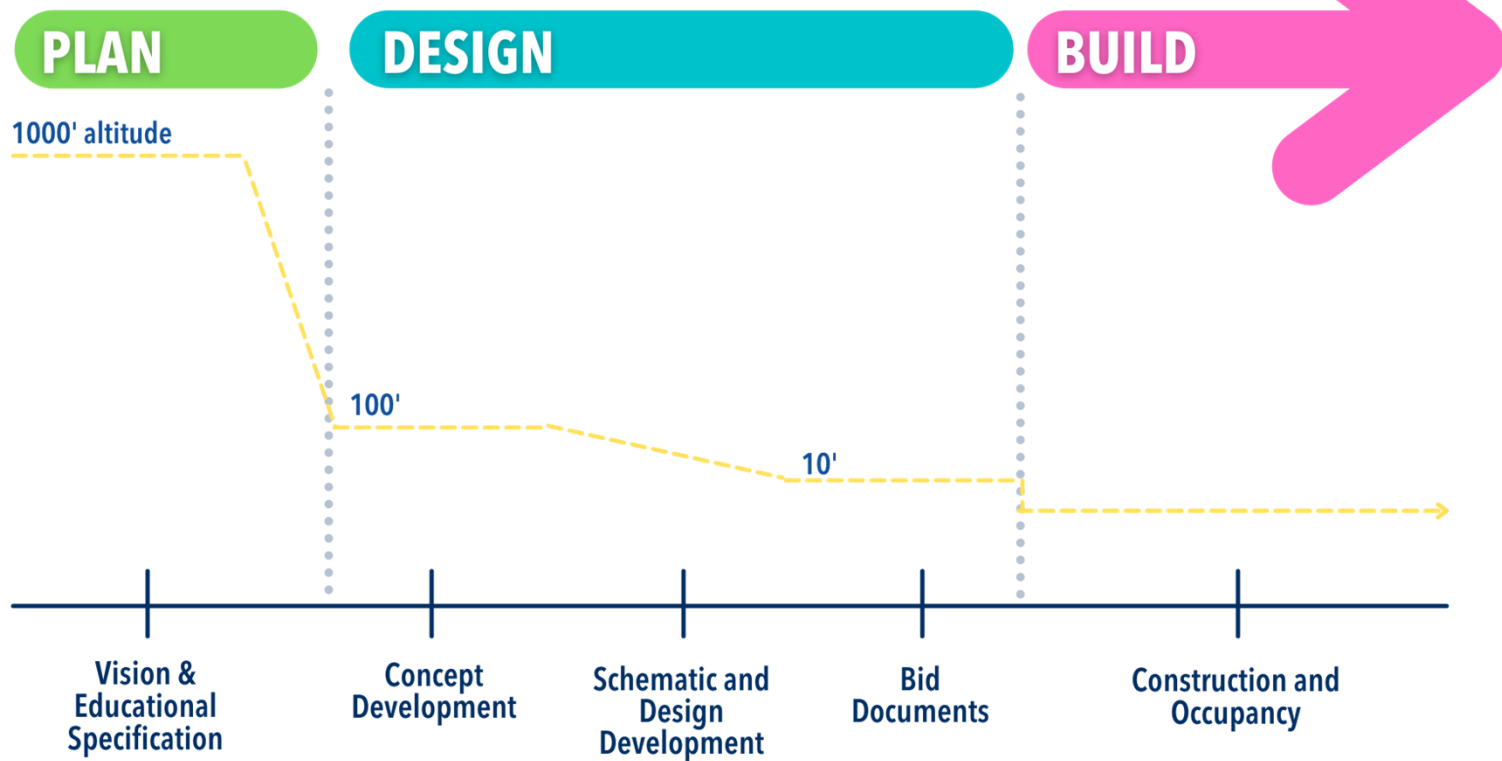 PLAN
DESIGN
BUILD
1000' altitude
100'
10'
Vision &
Educational
Specification
Concept
Development
Schematic and
Design
Development
Bid
Documents
Construction and
Occupancy